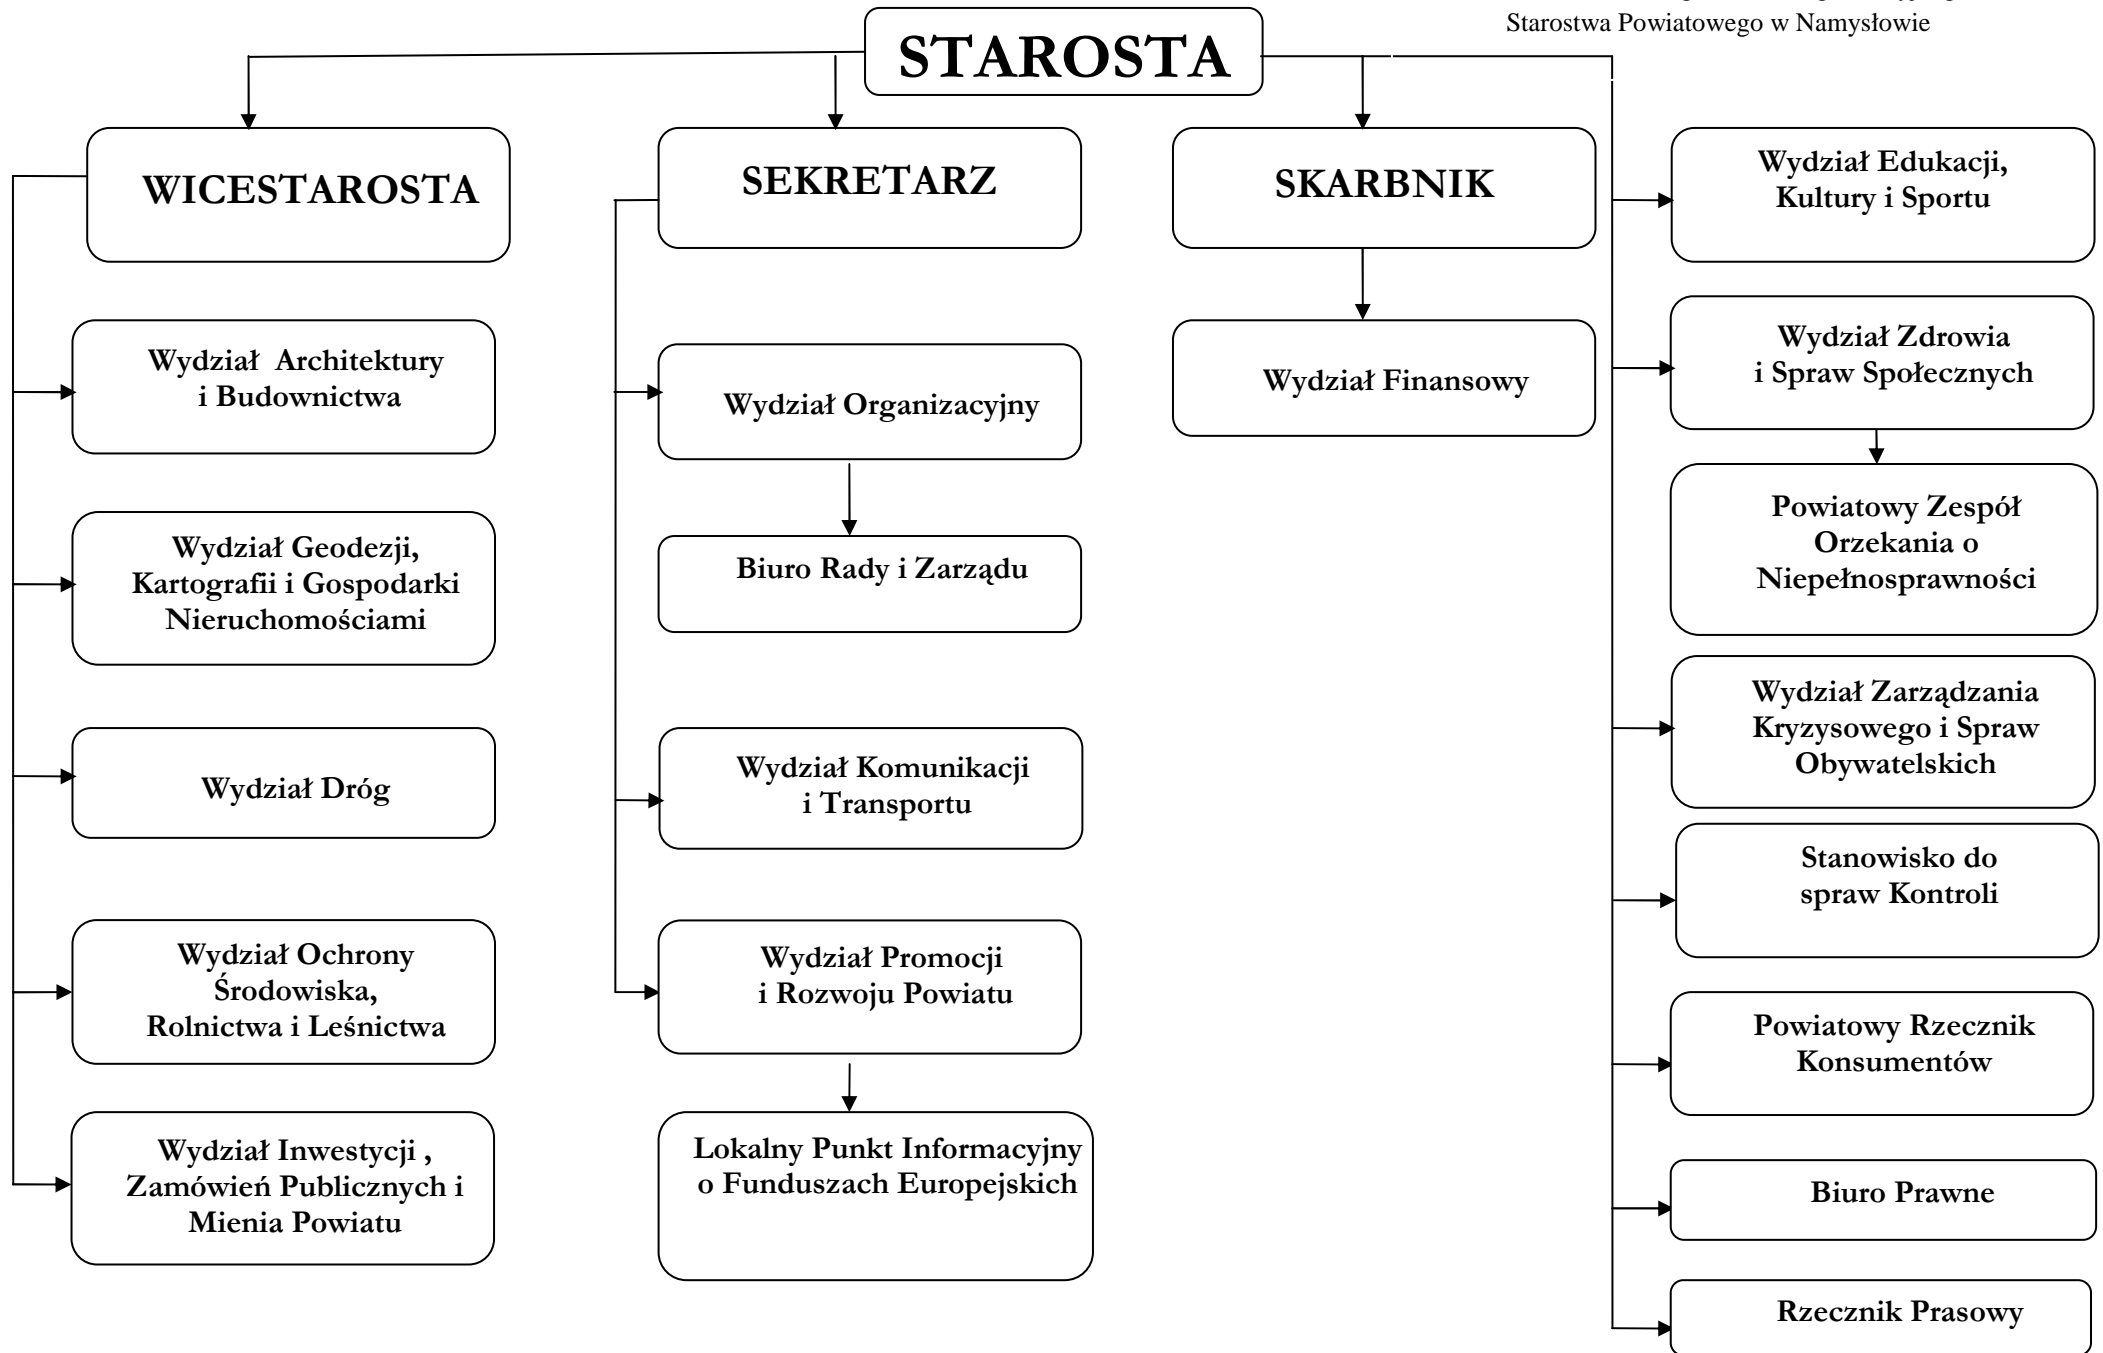 Starostwa Powiatowego w Namysłowie
STAROSTA
WICESTAROSTA
SEKRETARZ
SKARBNIK
Wydział Edukacji,
Kultury i Sportu
Wydział Architektury
i Budownictwa
Wydział Organizacyjny
Wydział Finansowy
Wydział Zdrowia
i Spraw Społecznych
Wydział Geodezji,
Kartografii i Gospodarki
Nieruchomościami
Biuro Rady i Zarządu
Powiatowy Zespół
Orzekania o
Niepełnosprawności
Wydział Dróg
Wydział Komunikacji
i Transportu
Wydział Zarządzania
Kryzysowego i Spraw
Obywatelskich
Stanowisko do
spraw Kontroli
Wydział Ochrony
Środowiska,
Rolnictwa i Leśnictwa
Wydział Promocji
i Rozwoju Powiatu
Powiatowy Rzecznik
Konsumentów
Wydział Inwestycji ,
Zamówień Publicznych i
Mienia Powiatu
Lokalny Punkt Informacyjny
o Funduszach Europejskich
Biuro Prawne
Rzecznik Prasowy